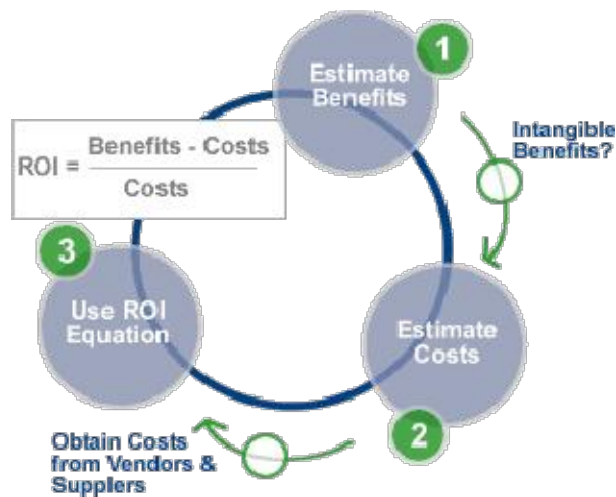 1
Estimate
Benefits
Intangible
Benefits?
ROI = Benefits - Costs
Costs
3
Use ROI
Equation
Estimate
Costs
2
Obtain Costs
from Vendors &
Supplers